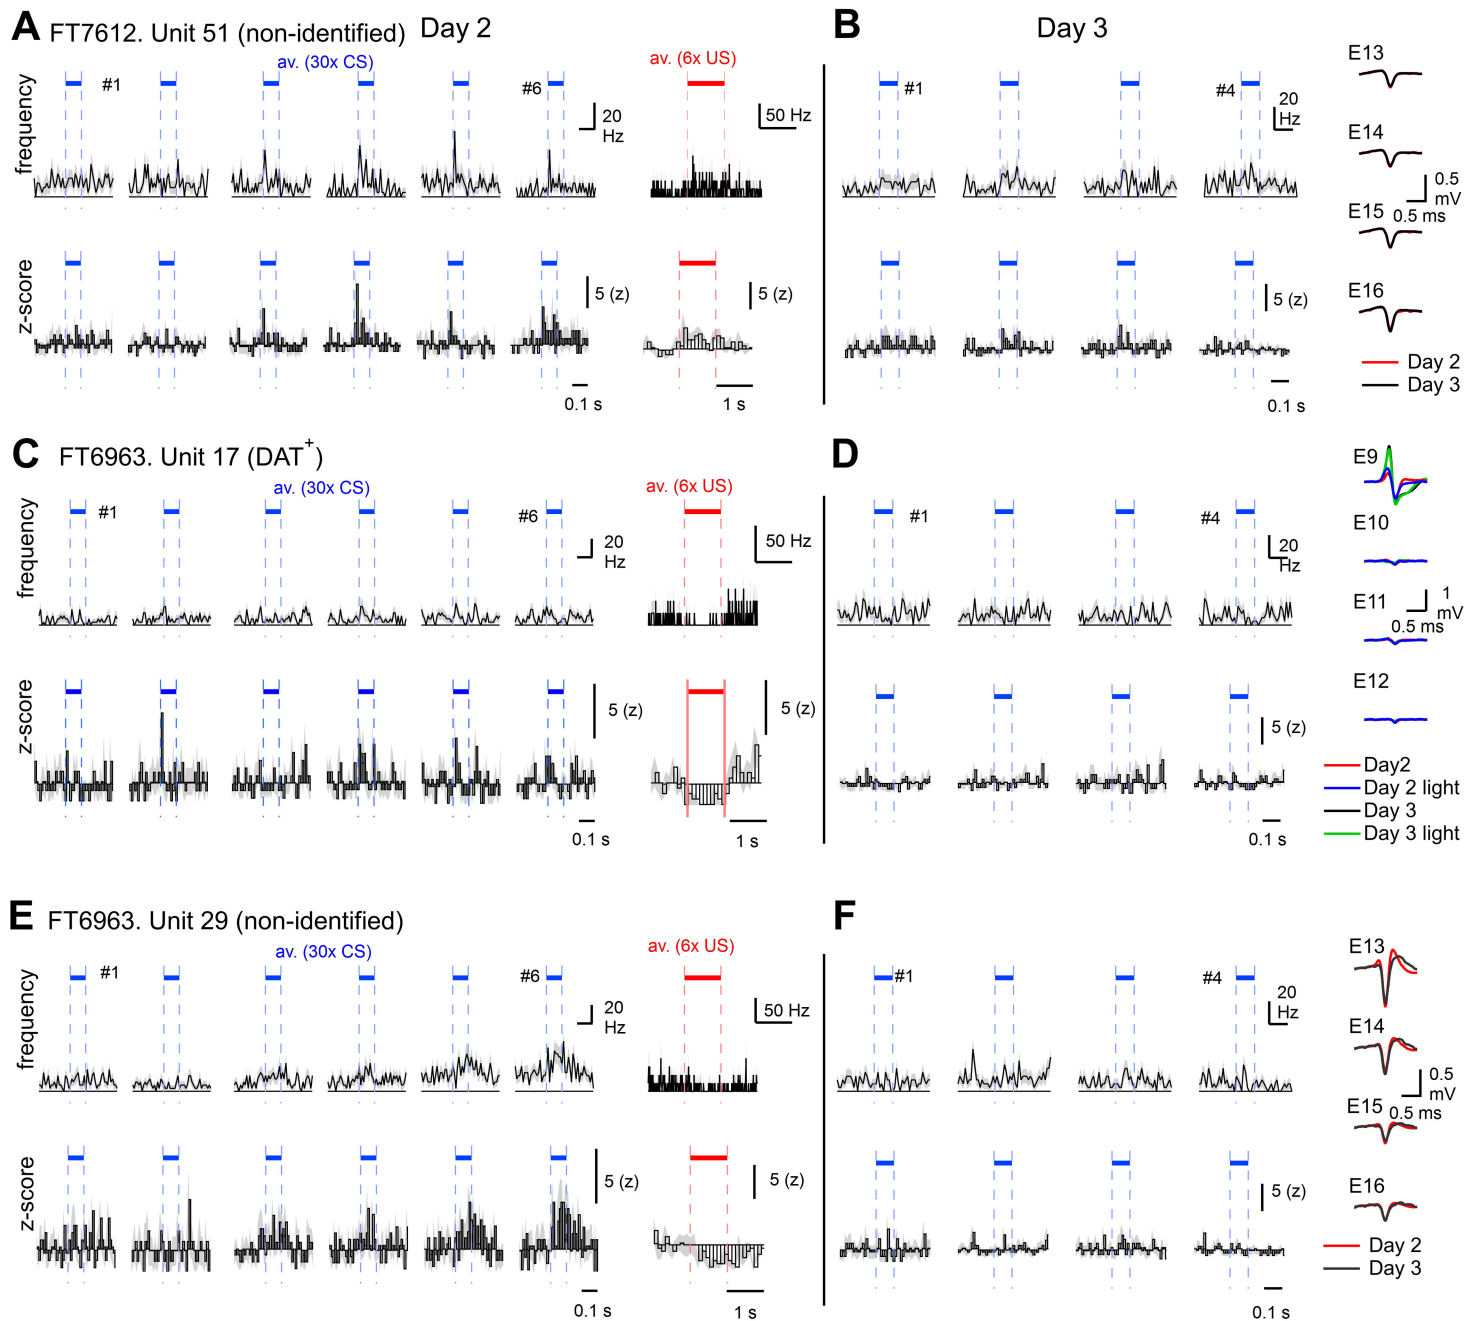 A FT7612. Unit 51 (non-identified) Day 2
av. (30x CS)
av. (6x US)
frequency
#1
#6
20
Hz
50 Hz
z-score
5 (z)
5 (z)
0.1 s
1 s
B
Day 3
#1
#4
20
Hz
5 (z)
0.1 s
E13
E14
0.5
mV
E15
0.5 ms
E16
Day 2
Day 3
C FT6963. Unit 17 (DAT+)
av. (30x CS)
av. (6x US)
frequency
#1
#6
20
Hz
50 Hz
z-score
5 (z)
5 (z)
0.1 s
1 s
D
#1
#4
20
Hz
5 (z)
0.1 s
E9
E10
E11
1
mV
0.5 ms
E12
Day2
Day 2 light
Day 3
Day 3 light
E FT6963. Unit 29 (non-identified)
av. (30x CS)
av. (6x US)
frequency
#1
#6
20
Hz
50 Hz
z-score
5 (z)
5 (z)
0.1 s
1 s
F
#1
#4
20
Hz
5 (z)
0.1 s
E13
E14
0.5
mV
E15
0.5 ms
E16
Day 2
Day 3